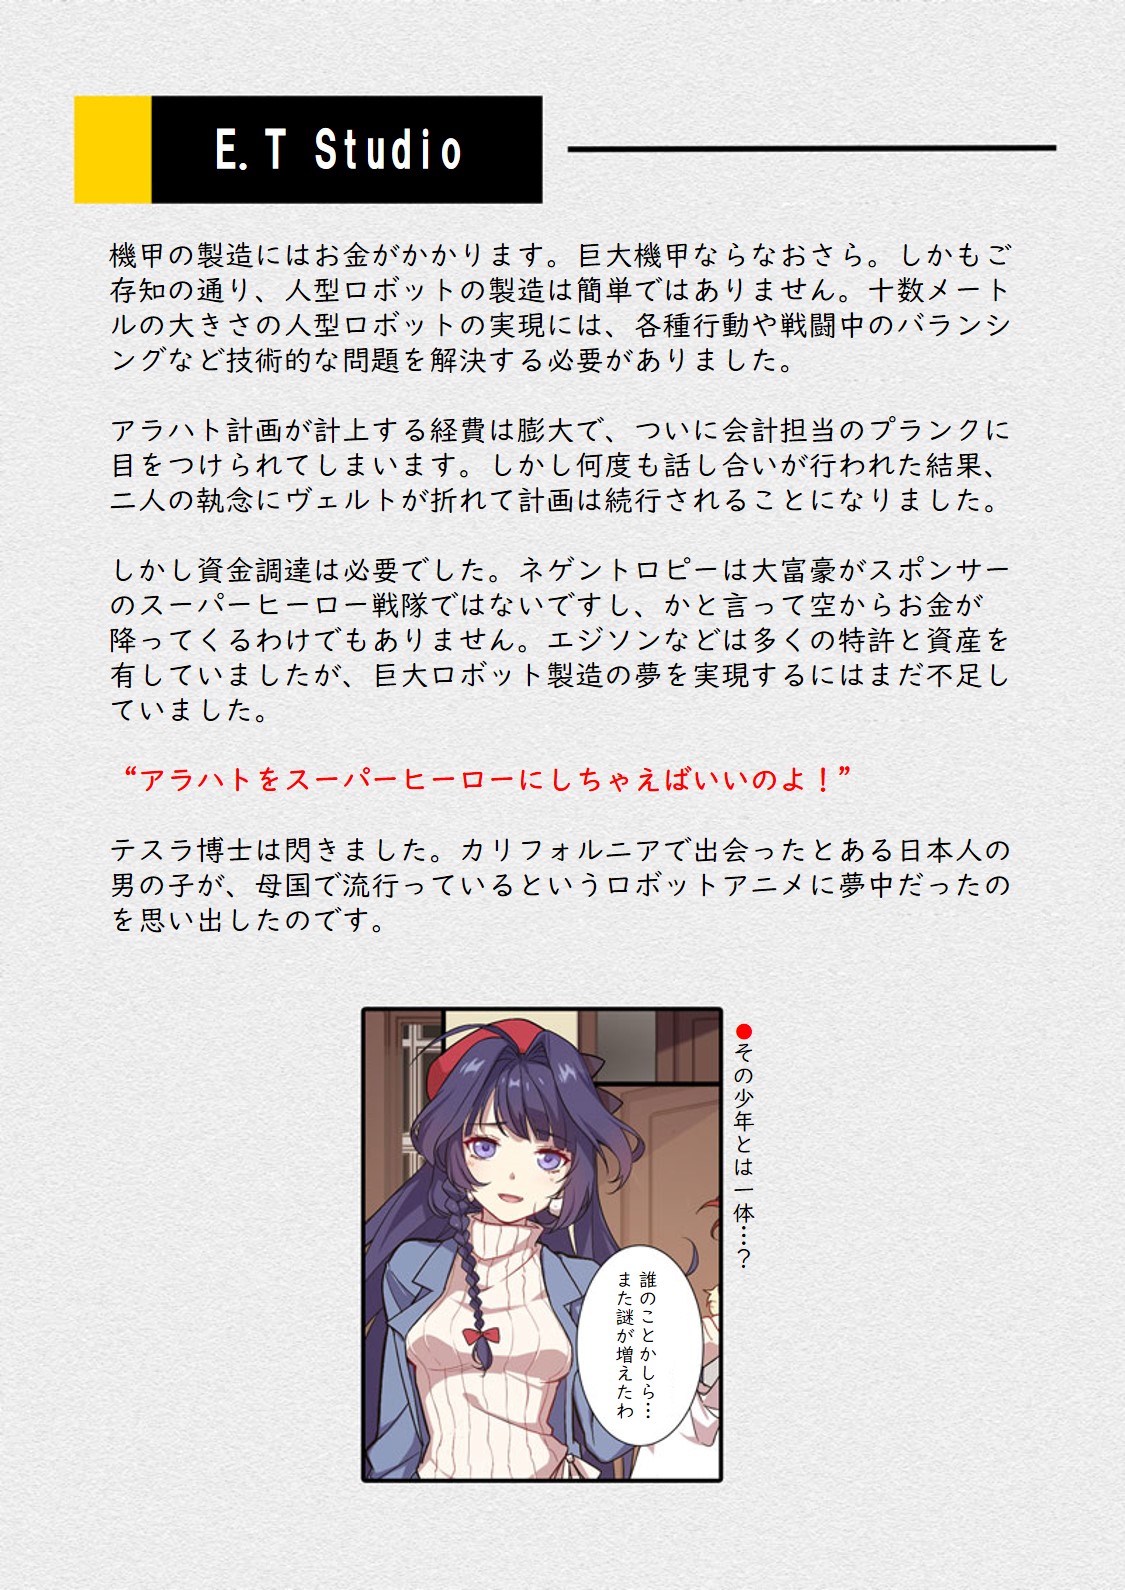 E.T Studio
機甲の製造にはお金がかかります。巨大機甲ならなおさら。しかもご
存知の通り、人型ロボットの製造は簡単ではありません。十数メート
ルの大きさの人型ロボットの実現には、各種行動や戦闘中のバランシ
ングなど技術的な問題を解決する必要がありました。
アラハト計画が計上する経費は膨大で、ついに会計担当のプランクに
目をつけられてしまいます。しかし何度も話し合いが行われた結果、
二人の執念にヴェルトが折れて計画は続行されることになりました。
しかし資金調達は必要でした。ネゲントロピーは大富豪がスポンサー
のスーパーヒーロー戦隊ではないですし、かと言って空からお金が
降ってくるわけでもありません。エジソンなどは多くの特許と資産を
有していましたが、巨大ロボット製造の夢を実現するにはまだ不足し
ていました。
“アラハトをスーパーヒーローにしちゃえばいいのよ！”
テスラ博士は閃きました。カリフォルニアで出会ったとある日本人の
男の子が、母国で流行っているというロボットアニメに夢中だったの
を思い出したのです。
●その少年とは一体…？
誰のことかしら…
また謎が増えたわ